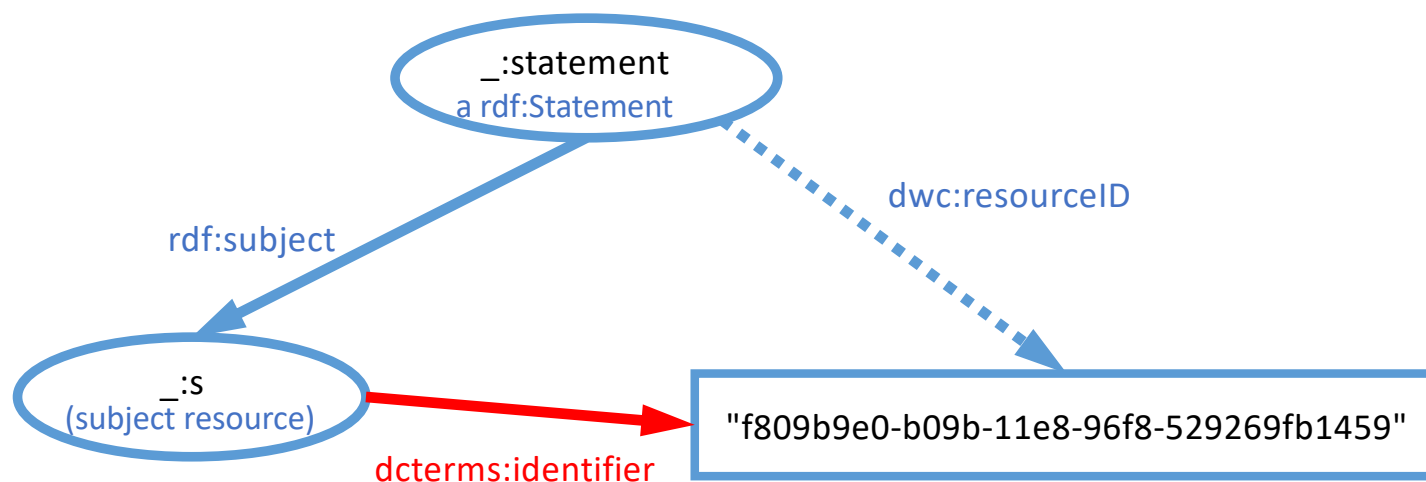 _:statement
a rdf:Statement
dwc:resourceID
rdf:subject
_:s
(subject resource)
"f809b9e0-b09b-11e8-96f8-529269fb1459"
dcterms:identifier